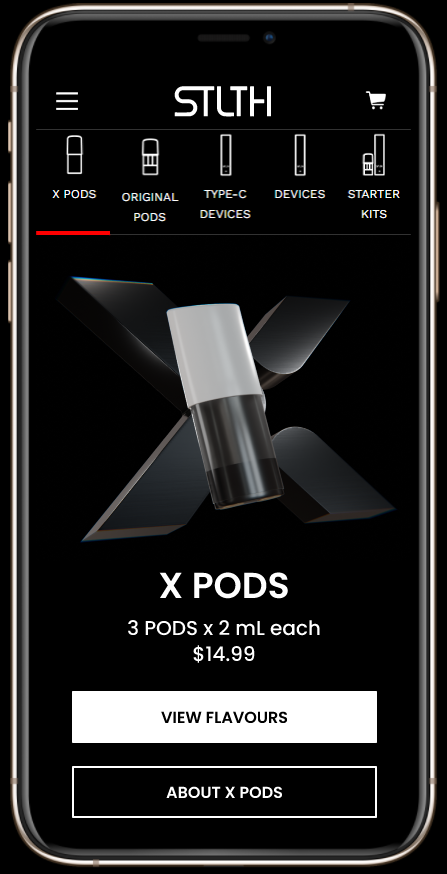 STLTH
X PODS
ORIGINAL
PODS
TYPE-C
DEVICES
DEVICES
STARTER
KITS
X PODS
3 PODS x 2 mL each
$14.99
VIEW FLAVOURS
ABOUT X PODS